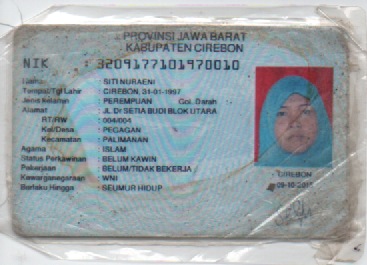 PROVINSI JAWA BARAT
KABUPATEN CIREBON
NIK : 3209177101970010
Nama : SITI NURAENI
Tempat/Tgl Lahir : CIREBON, 31-01-1997
Jenis Kelamin : PEREMPUAN Gol. Darah :
Alamat : JL Dr SETIA BUDI BLOK UTARA
RT/RW : 004/004
Kel/Desa : PECAGAN
Kecamatan : PALIMANAN
Agama : ISLAM
Status Perkawinan : BELUM KAWIN
Pekerjaan : BELUM/TIDAK BEKERJA
Kewarganegaraan : WNI
Berlaku Hingga : SEUMUR HIDUP
CIREBON